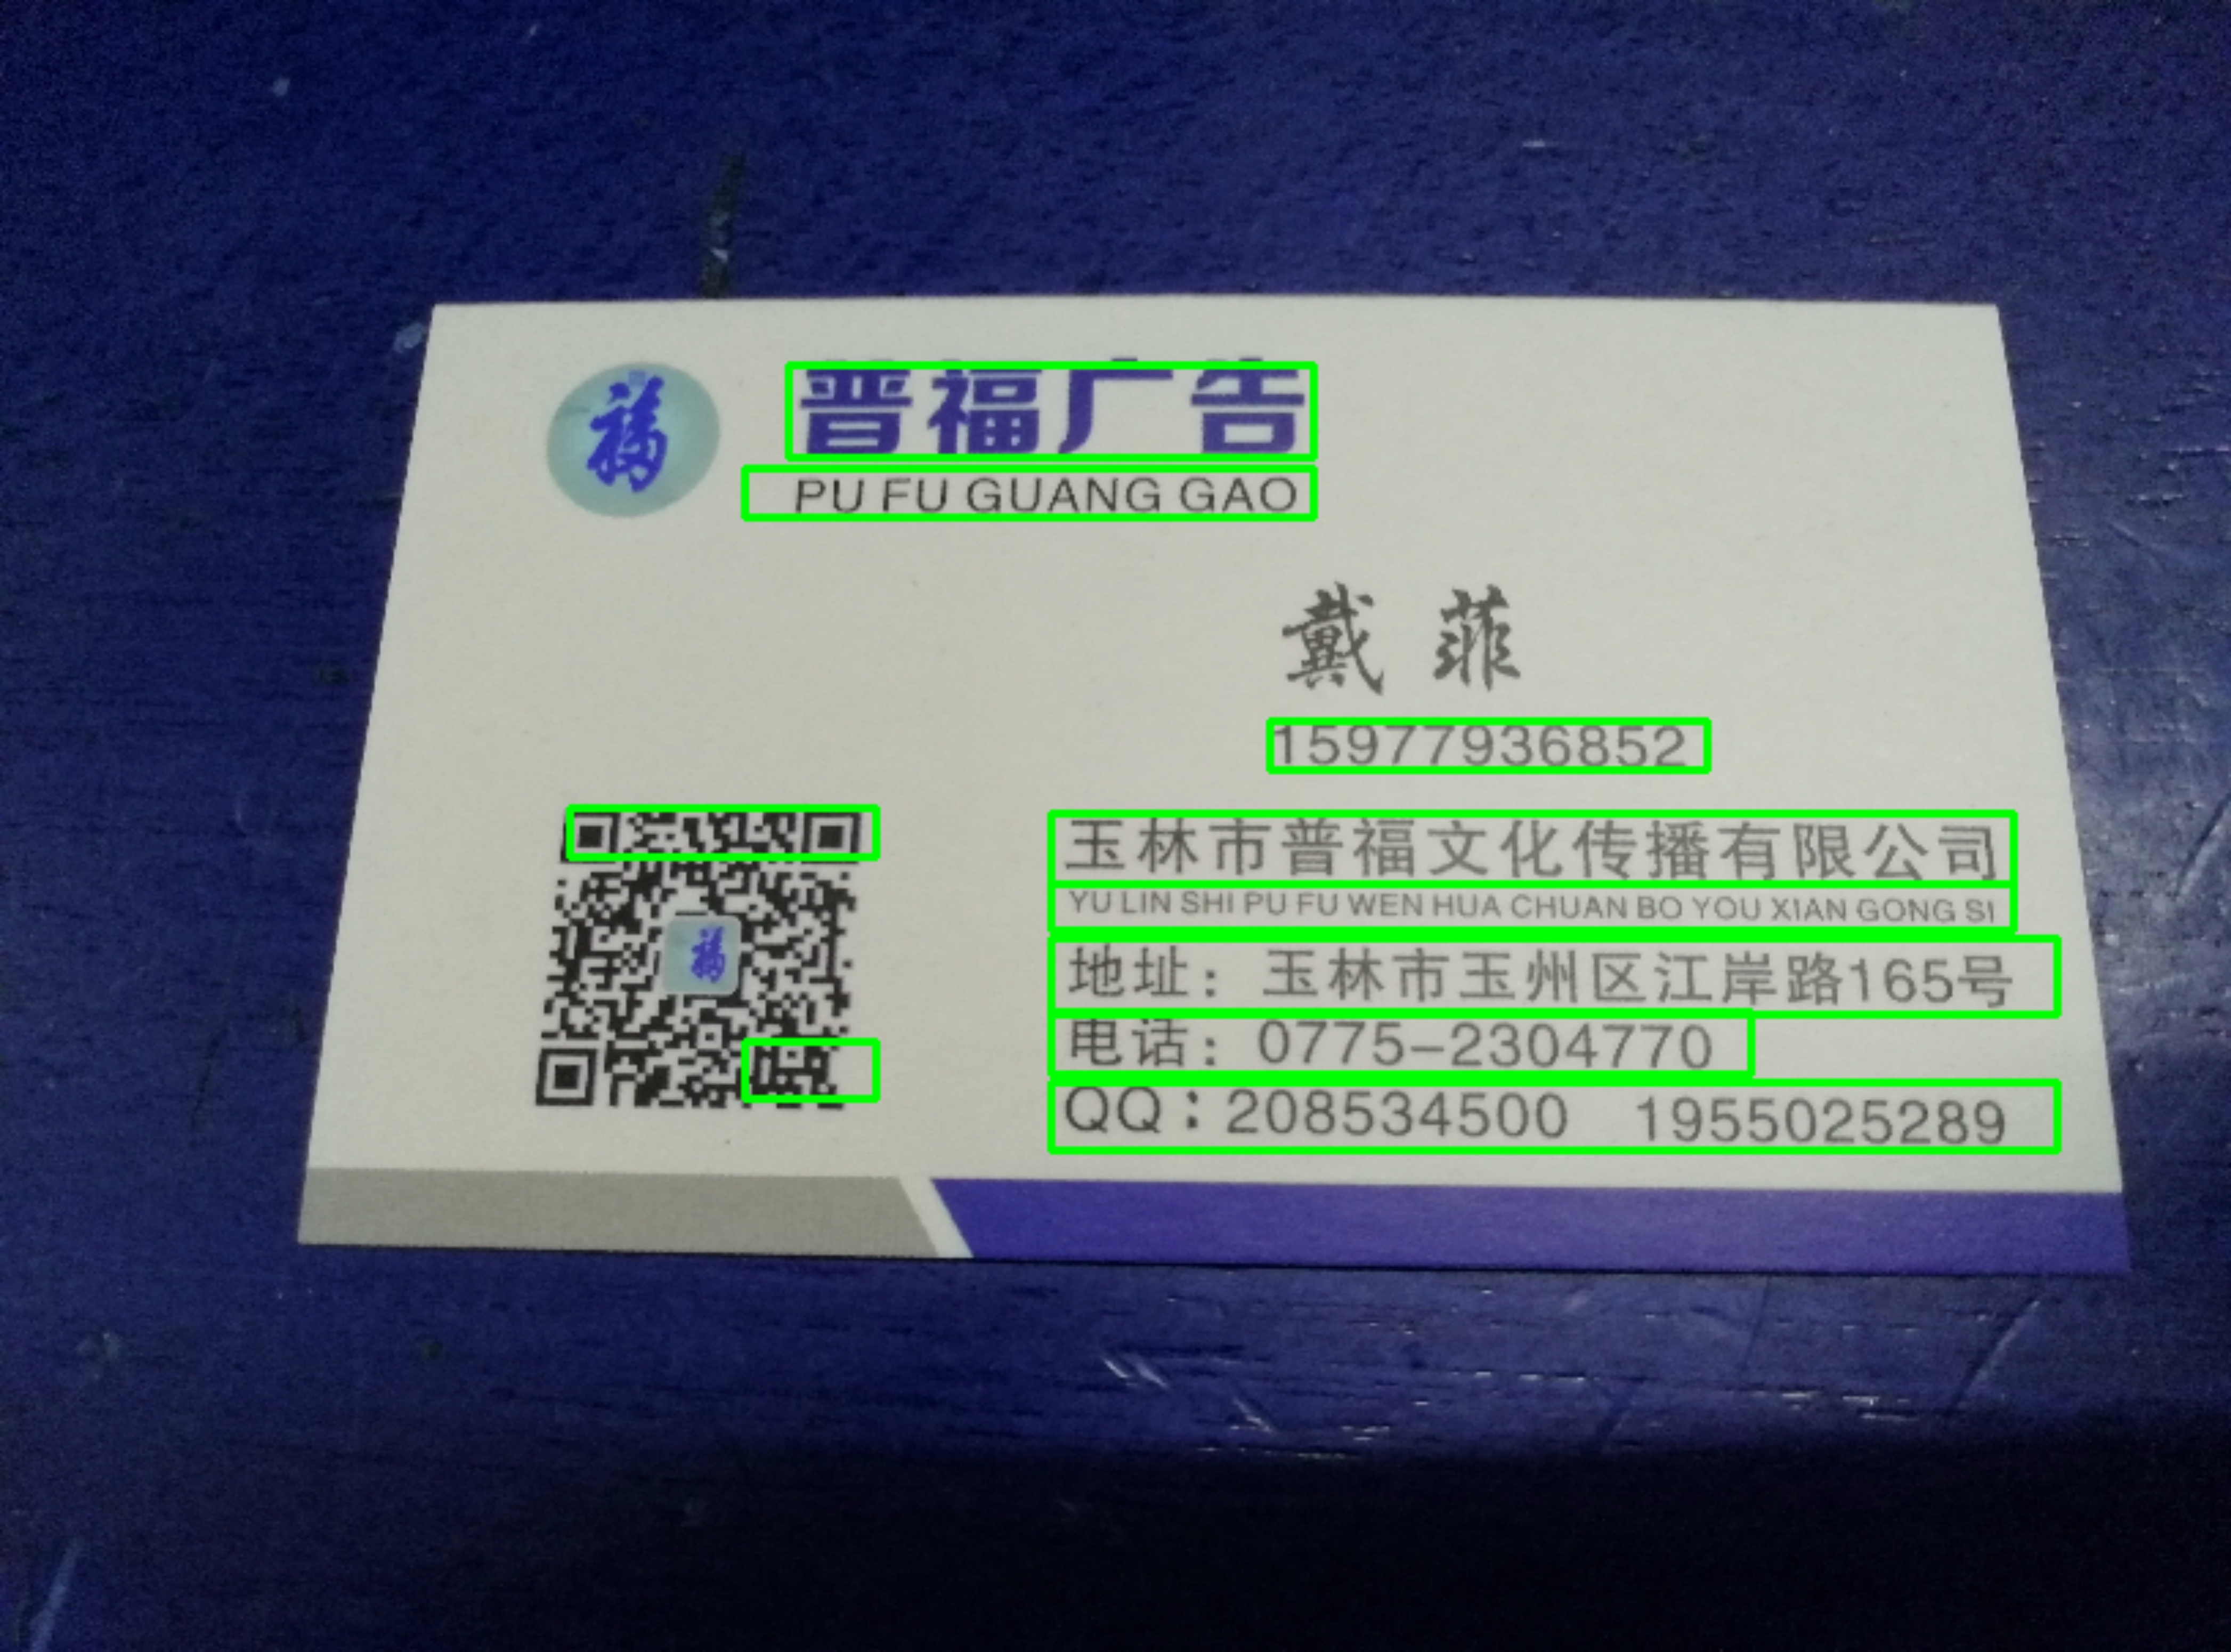 福
普福广告
PU FU GUANG GAO
戴 菲
15977936852
玉林市普福文化传播有限公司
YU LIN SHI PU FU WEN HUA CHUAN BO YOU XIAN GONG SI
福
地址：玉林市玉州区江岸路165号
电话：0775-2304770
QQ：208534500 1955025289